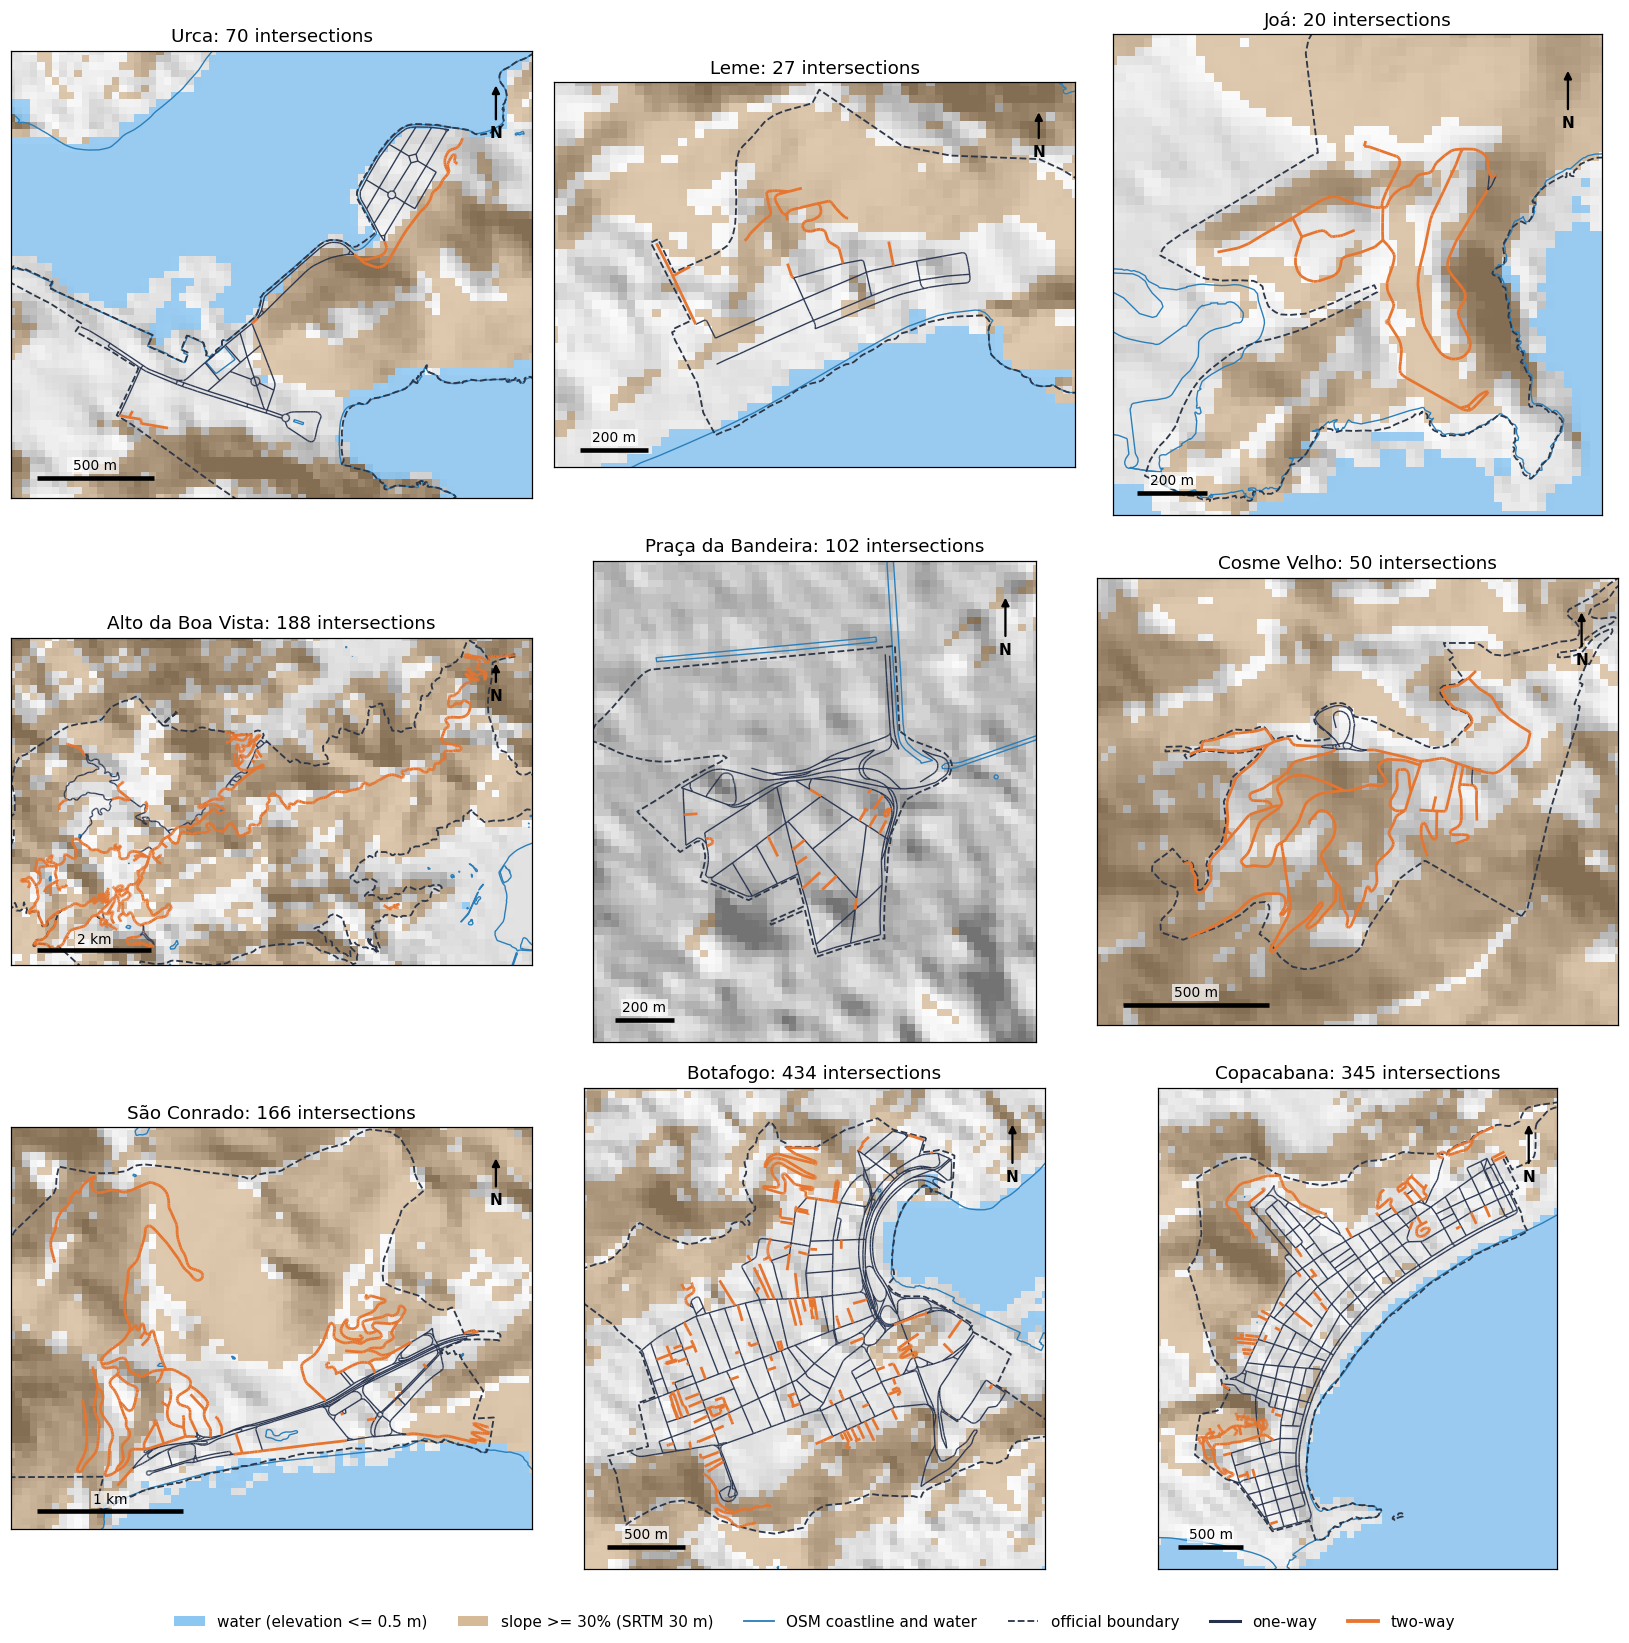 Urca: 70 intersections
N
500 m
Leme: 27 intersections
N
200 m
Joá: 20 intersections
N
200 m
Alto da Boa Vista: 188 intersections
N
2 km
Praça da Bandeira: 102 intersections
N
200 m
Cosme Velho: 50 intersections
N
500 m
São Conrado: 166 intersections
N
1 km
Botafogo: 434 intersections
N
500 m
Copacabana: 345 intersections
N
500 m
water (elevation <= 0.5 m)
slope >= 30% (SRTM 30 m)
OSM coastline and water
official boundary
one-way
two-way